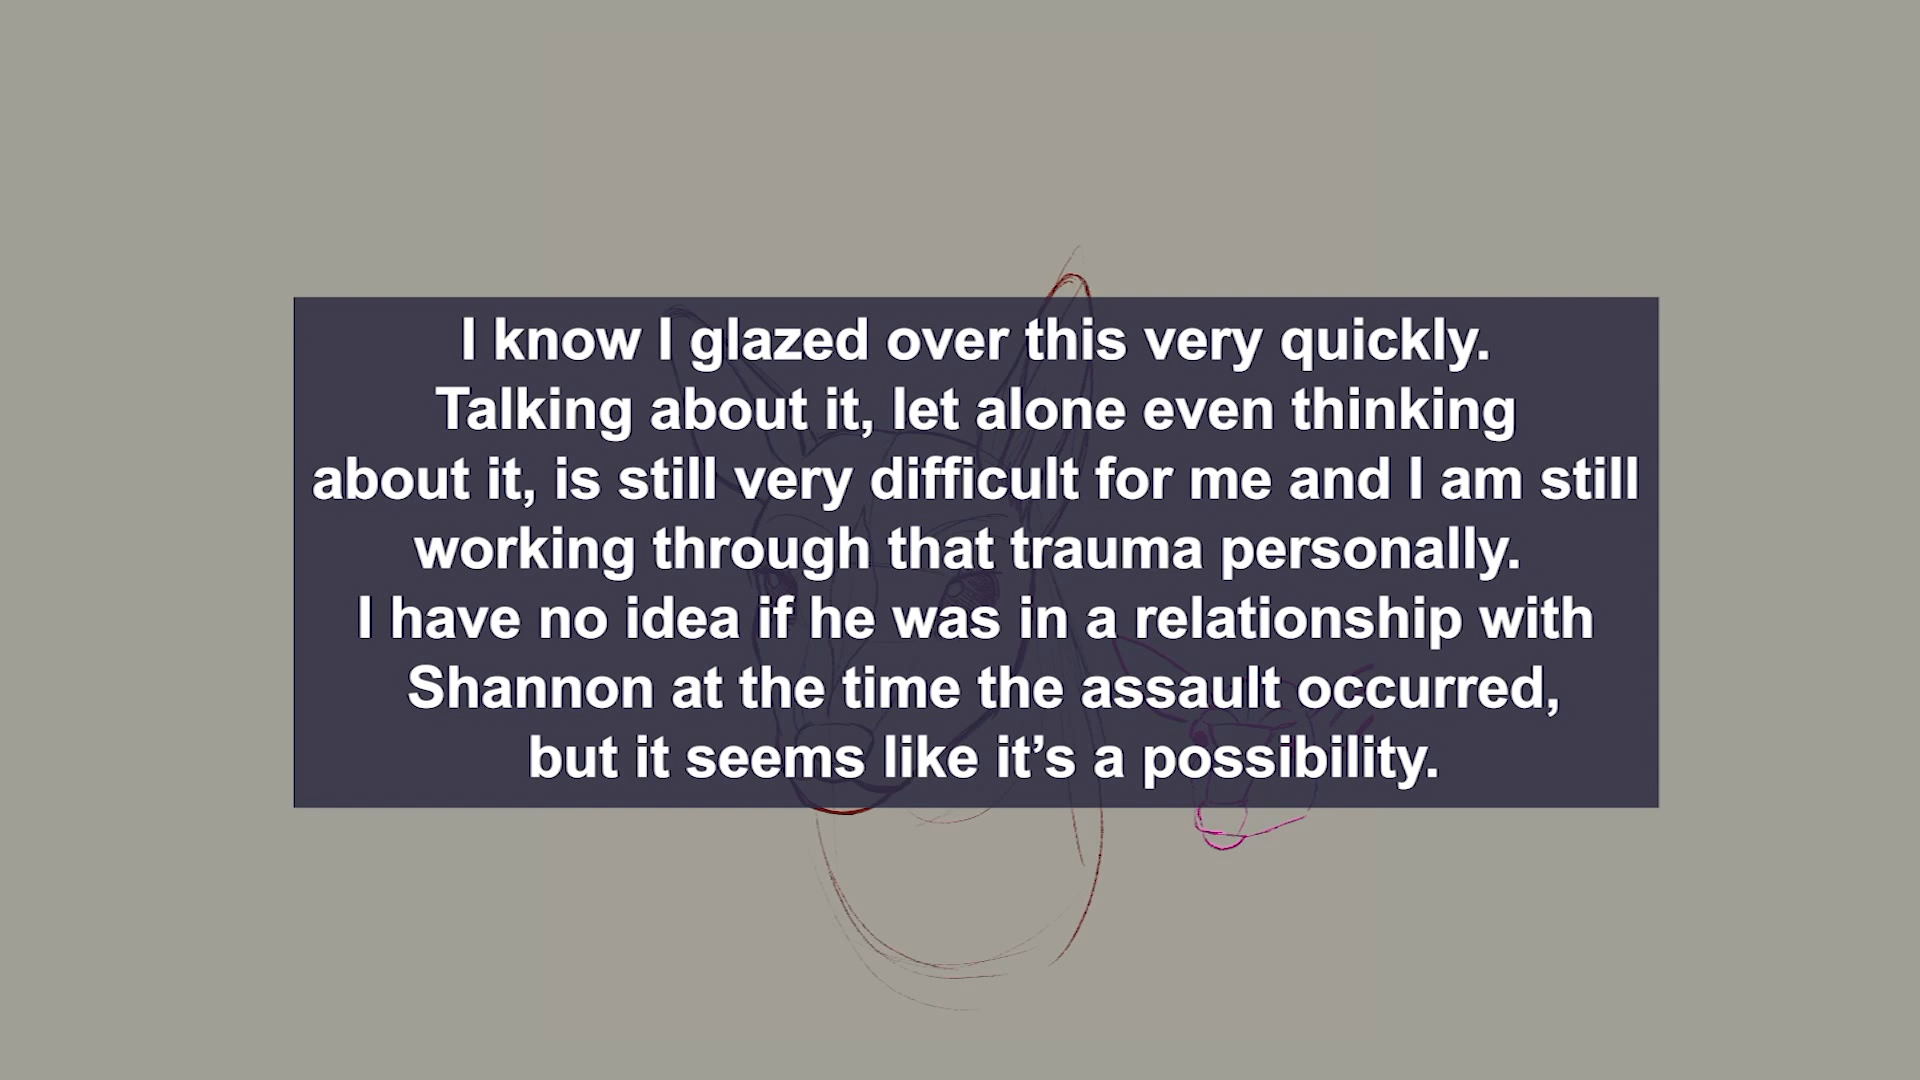 I know I glazed over this very quickly.
Talking about it, let alone even thinking
about it, is still very difficult for me and I am still
working through that trauma personally.
I have no idea if he was in a relationship with
Shannon at the time the assault occurred,
but it seems like it’s a possibility.